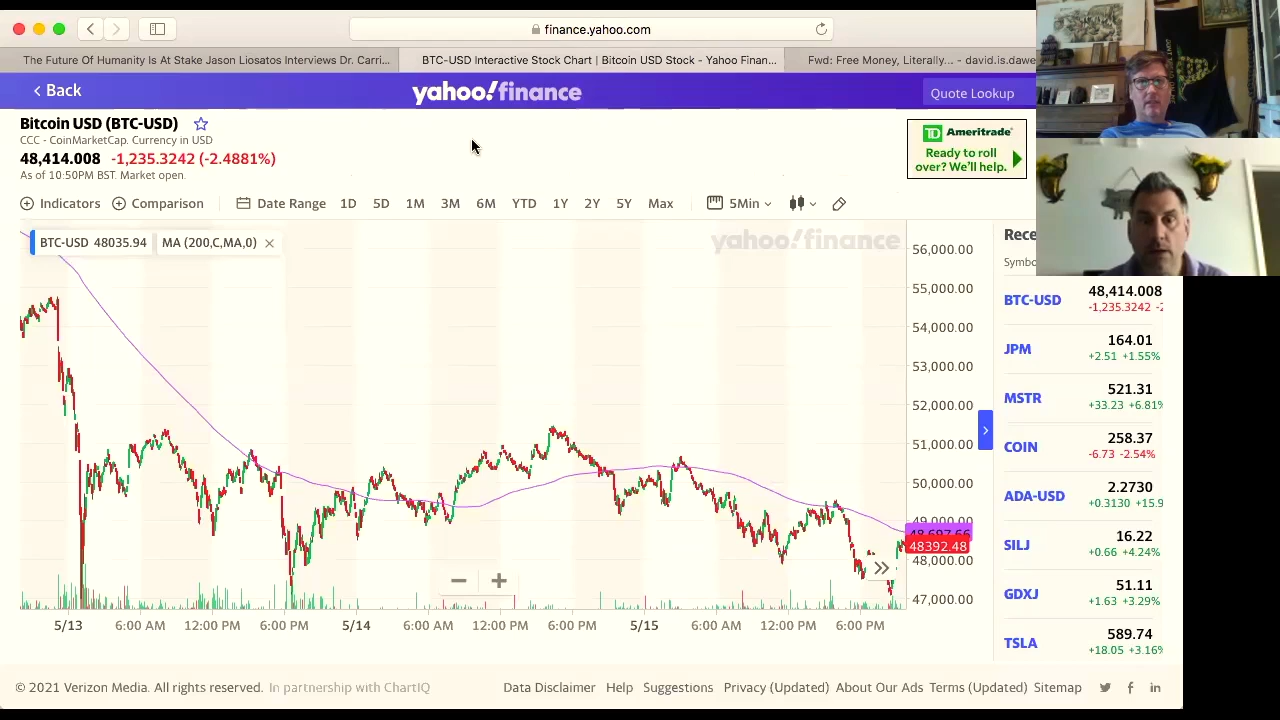 finance.yahoo.com
The Future Of Humanity Is At Stake Jason Liosatos Interviews Dr. Carri...
BTC-USD Interactive Stock Chart | Bitcoin USD Stock - Yahoo Finan...
Fwd: Free Money, Literally... - david.is.dawe
< Back
yahoo!finance
Quote Lookup
Bitcoin USD (BTC-USD)
CCC - CoinMarketCap. Currency in USD
48,414.008 -1,235.3242 (-2.4881%)
As of 10:50PM BST. Market open.
TD Ameritrade
Ready to roll
over? We'll help.
Indicators Comparison Date Range 1D 5D 1M 3M 6M YTD 1Y 2Y 5Y Max 5Min
BTC-USD 48035.94 MA (200,C,MA,0)
yahoo!finance
56,000.00
55,000.00
54,000.00
53,000.00
52,000.00
51,000.00
50,000.00
49,000.00
48,697.66
48392.48
48,000.00
47,000.00
5/13 6:00 AM 12:00 PM 6:00 PM 5/14 6:00 AM 12:00 PM 6:00 PM 5/15 6:00 AM 12:00 PM 6:00 PM
Rece
Symbo
BTC-USD 48,414.008
-1,235.3242
JPM 164.01
+2.51 +1.55%
MSTR 521.31
+33.23 +6.81%
COIN 258.37
-6.73 -2.54%
ADA-USD 2.2730
+0.3130 +15.9
SILJ 16.22
+0.66 +4.24%
GDXJ 51.11
+1.63 +3.29%
TSLA 589.74
+18.05 +3.16%
© 2021 Verizon Media. All rights reserved. In partnership with ChartIQ
Data Disclaimer Help Suggestions Privacy (Updated) About Our Ads Terms (Updated) Sitemap